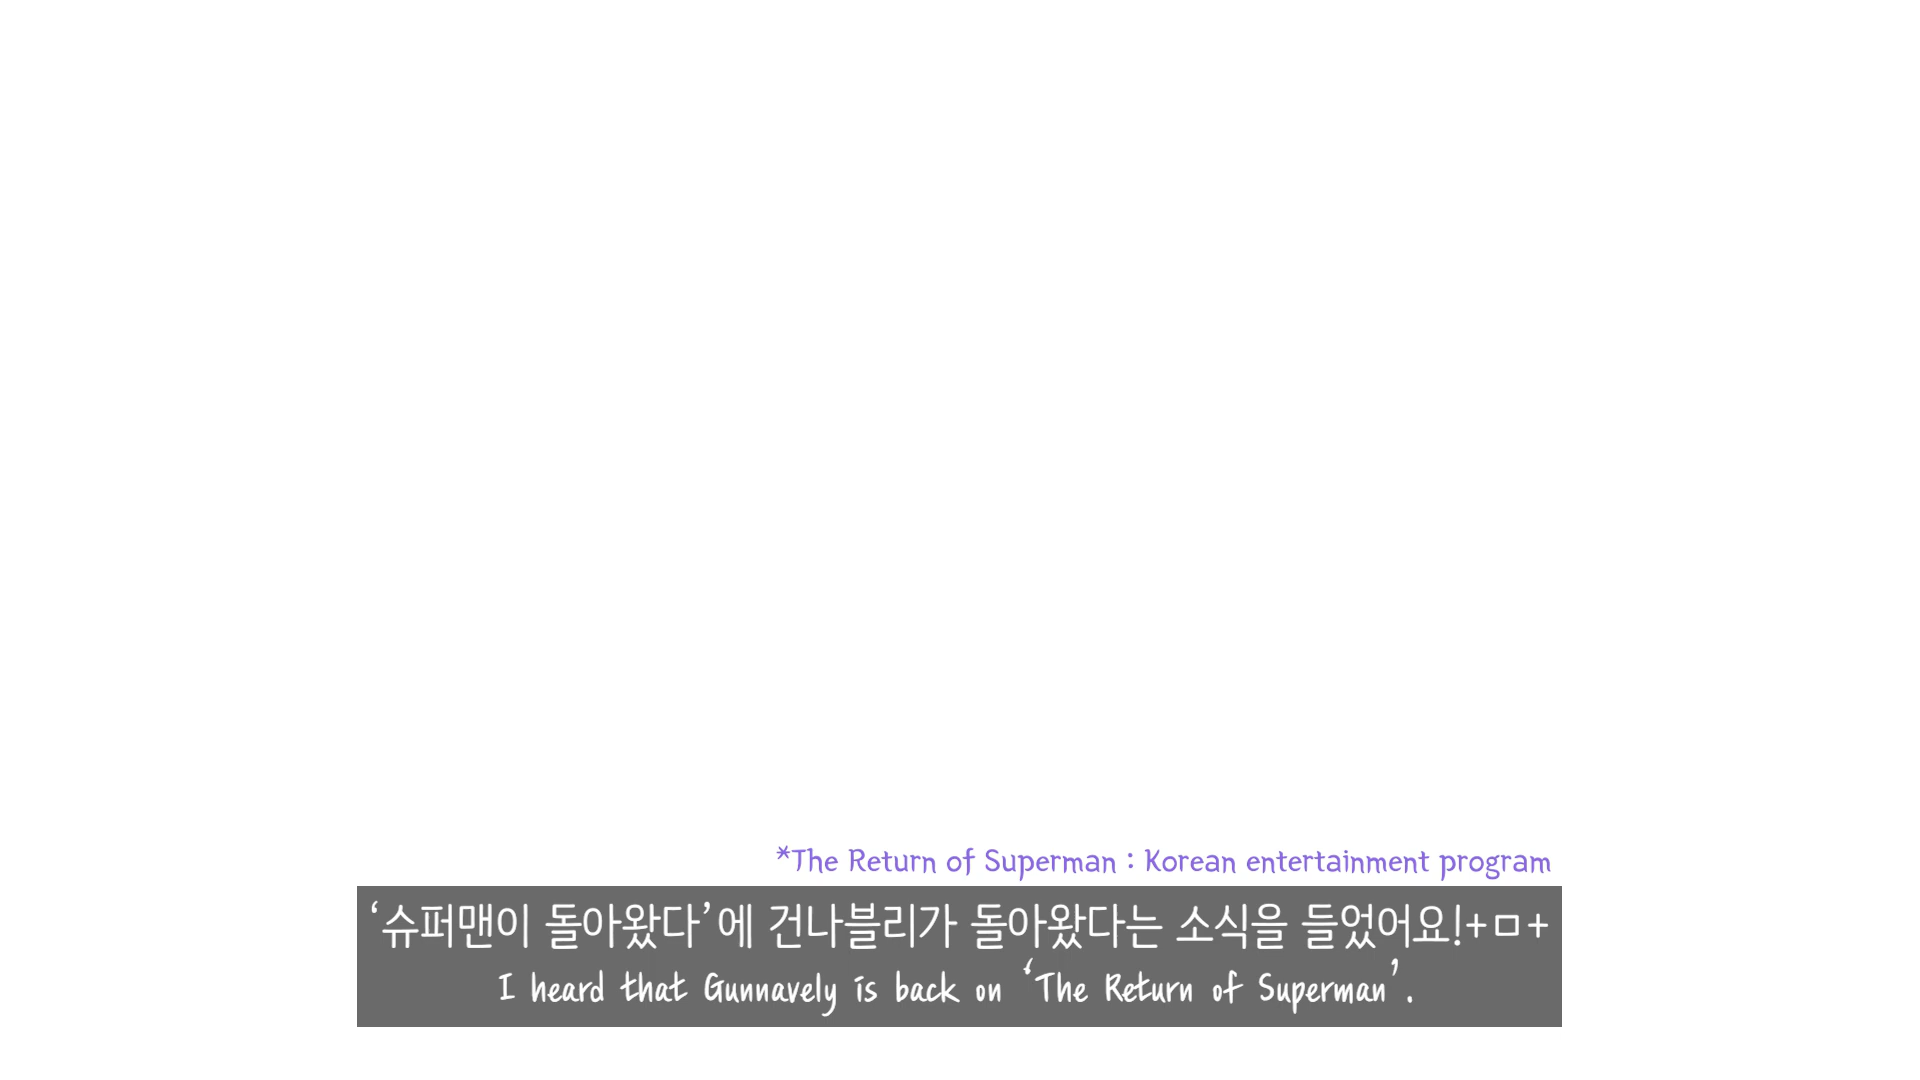 *The Return of Superman : Korean entertainment program
‘슈퍼맨이 돌아왔다’에 건나블리가 돌아왔다는 소식을 들었어요!+ㅁ+
I heard that Gunnavely is back on ‘The Return of Superman’.